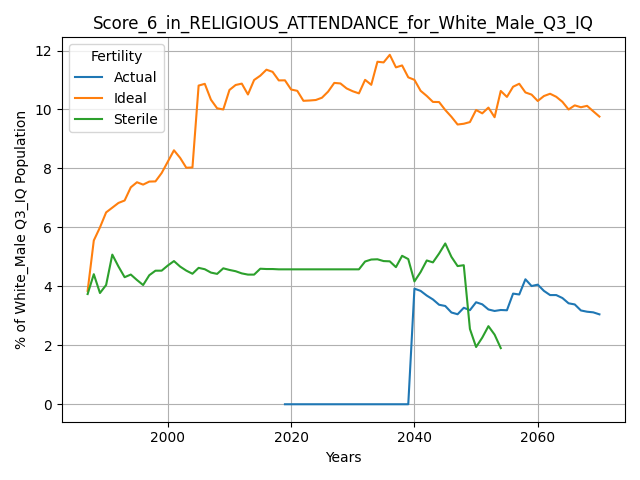 Score_6_in_RELIGIOUS_ATTENDANCE_for_White_Male_Q3_IQ
Fertility
Actual
Ideal
Sterile
% of White_Male Q3_IQ Population
12
10
8
6
4
2
0
2000
2020
2040
2060
Years